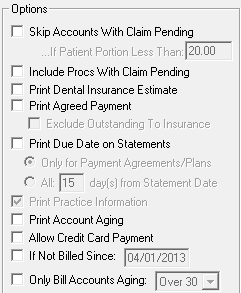 Options
Skip Accounts With Claim Pending
...If Patient Portion Less Than: 20.00
Include Procs With Claim Pending
Print Dental Insurance Estimate
Print Agreed Payment
Exclude Outstanding To Insurance
Print Due Date on Statements
Only for Payment Agreements/Plans
All: 15 day(s) from Statement Date
Print Practice Information
Print Account Aging
Allow Credit Card Payment
If Not Billed Since: 04/01/2013
Only Bill Accounts Aging: Over 30